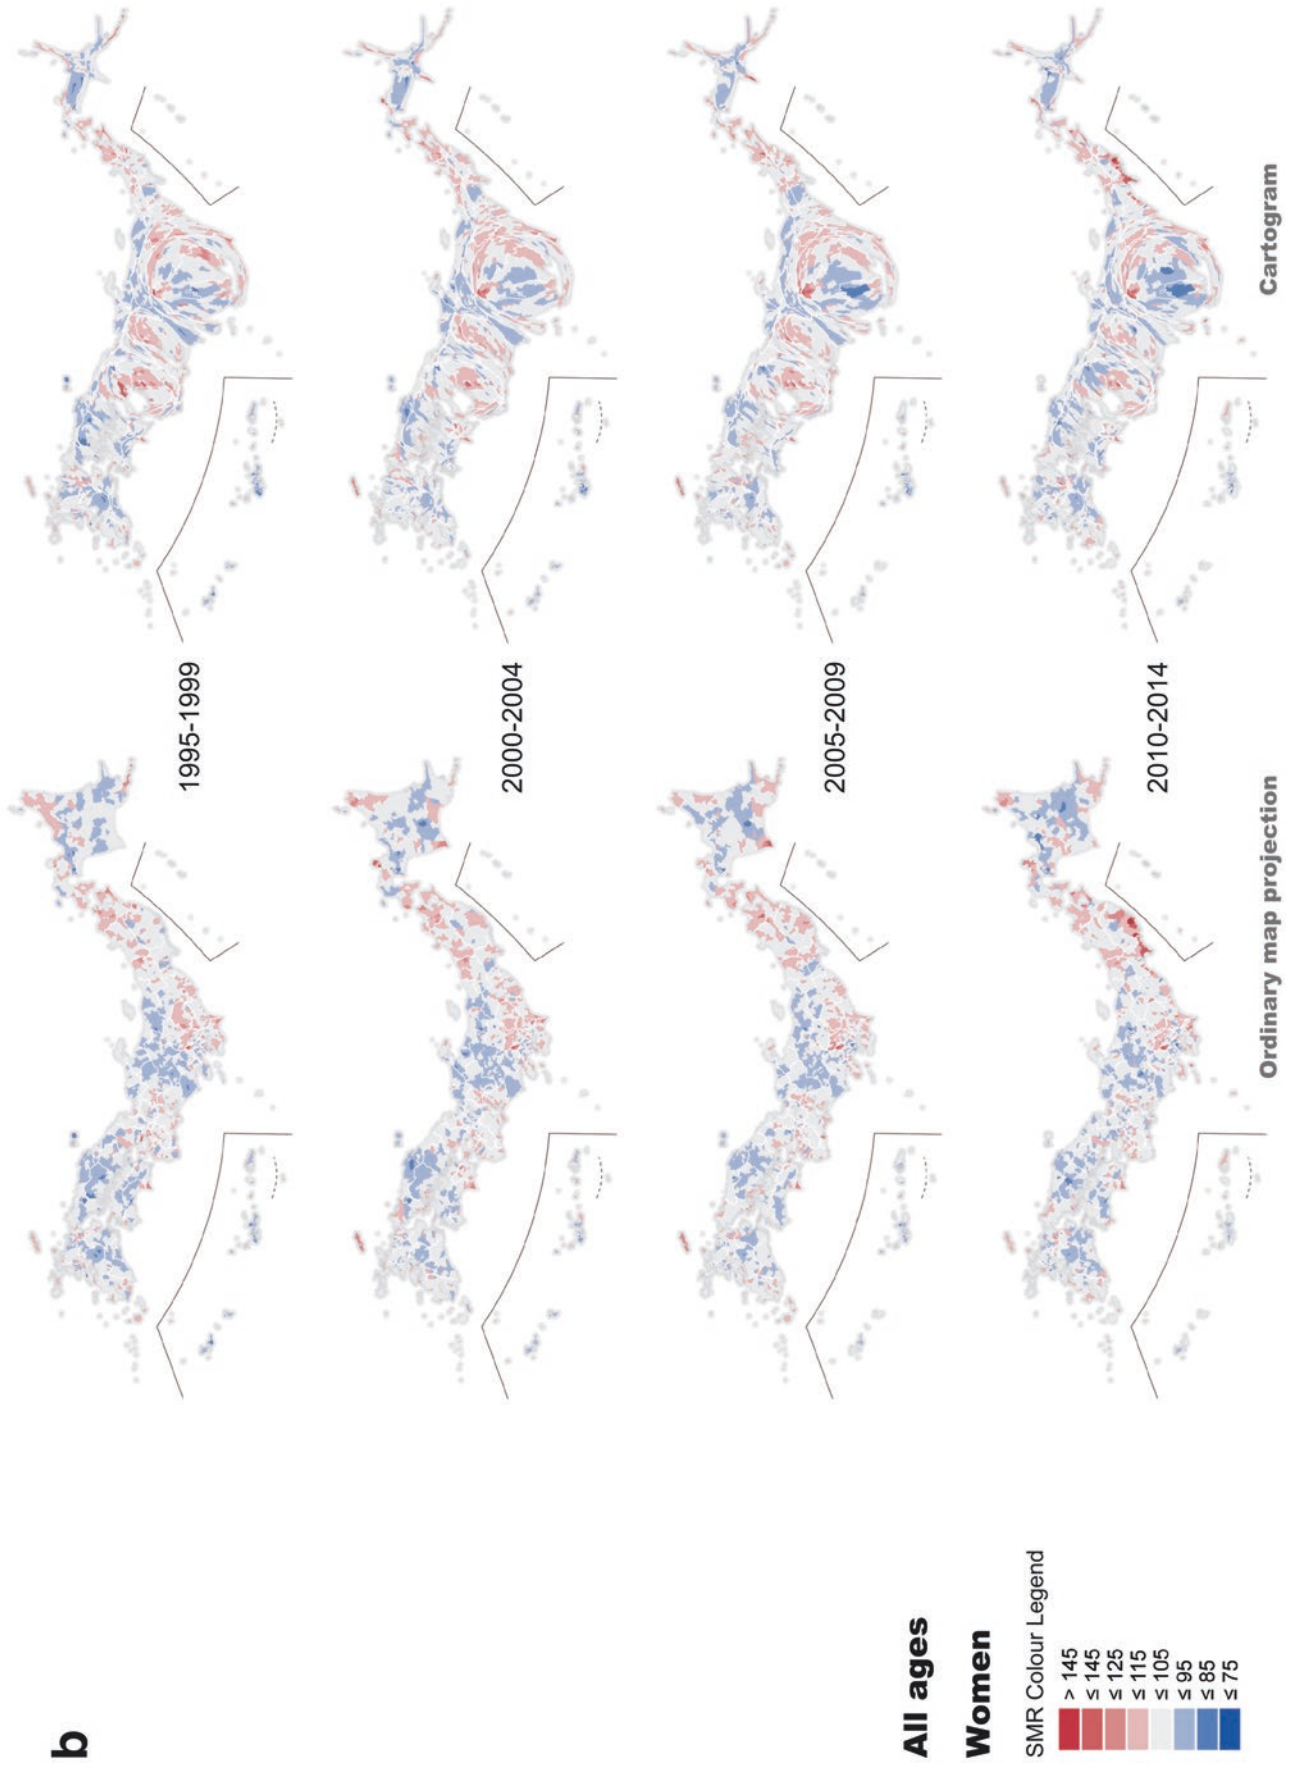 b
1995-1999
2000-2004
2005-2009
2010-2014
Ordinary map projection
Cartogram
All ages
Women
SMR Colour Legend
> 145
≤ 145
≤ 125
≤ 115
≤ 105
≤ 95
≤ 85
≤ 75